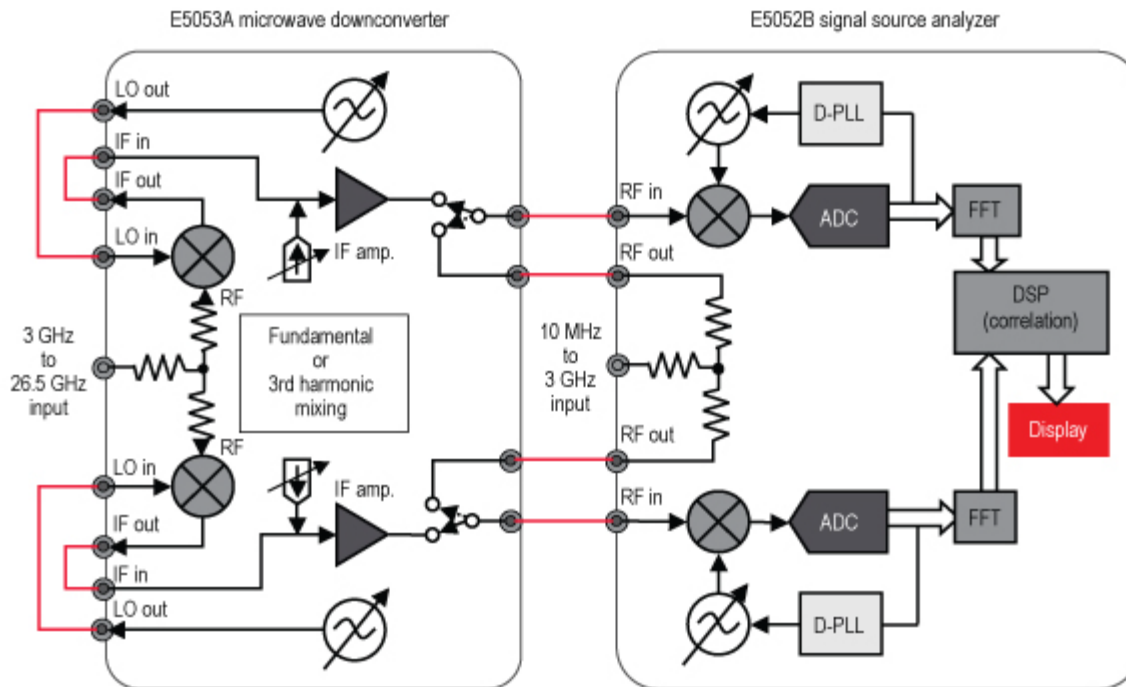 E5053A microwave downconverter
LO out
IF in
IF out
LO in
RF
IF amp.
3 GHz
to
26.5 GHz
input
Fundamental
or
3rd harmonic
mixing
RF
LO in
IF out
IF in
LO out
IF amp.
E5052B signal source analyzer
D-PLL
RF in
ADC
FFT
RF out
10 MHz
to
3 GHz
input
DSP
(correlation)
Display
RF out
RF in
ADC
FFT
D-PLL